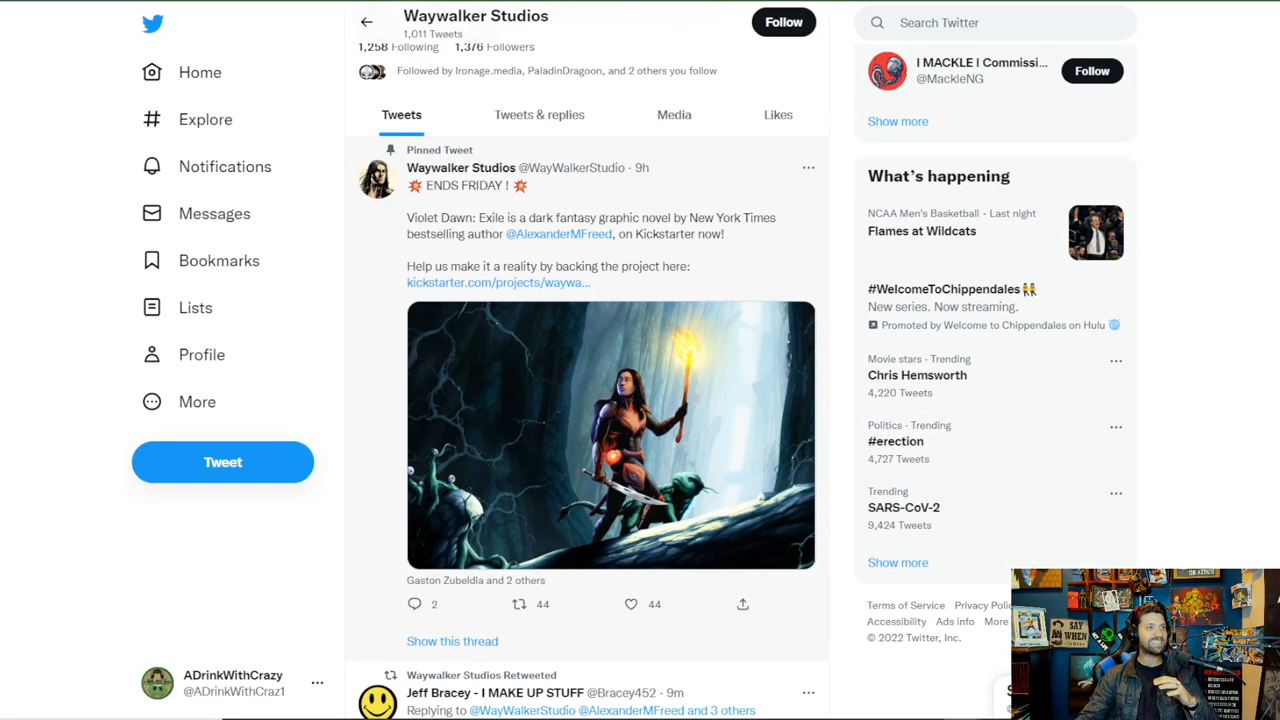 Home
Explore
Notifications
Messages
Bookmarks
Lists
Profile
More
Tweet
ADrinkWithCrazy
@ADrinkWithCraz1
Waywalker Studios
1,011 Tweets
Follow
1,258 Following 1,376 Followers
Followed by Ironage.media, PaladinDragoon, and 2 others you follow
Tweets Tweets & replies Media Likes
Pinned Tweet
Waywalker Studios @WayWalkerStudio · 9h
💥 ENDS FRIDAY ! 💥
Violet Dawn: Exile is a dark fantasy graphic novel by New York Times
bestselling author @AlexanderMFreed, on Kickstarter now!
Help us make it a reality by backing the project here:
kickstarter.com/projects/waywa...
Gaston Zubeldia and 2 others
2 44 44
Show this thread
Waywalker Studios Retweeted
Jeff Bracey - I MAKE UP STUFF @Bracey452 · 9m
Replying to @WayWalkerStudio @AlexanderMFreed and 3 others
Search Twitter
I MACKLE I Commissi...
@MackleNG
Follow
Show more
What's happening
NCAA Men's Basketball · Last night
Flames at Wildcats
#WelcomeToChippendales
New series. Now streaming.
Promoted by Welcome to Chippendales on Hulu
Movie stars · Trending
Chris Hemsworth
4,220 Tweets
Politics · Trending
#erection
4,727 Tweets
Trending
SARS-CoV-2
9,424 Tweets
Show more
Terms of Service Privacy
Accessibility Ads info More
© 2022 Twitter, Inc.
SAY
WHEN